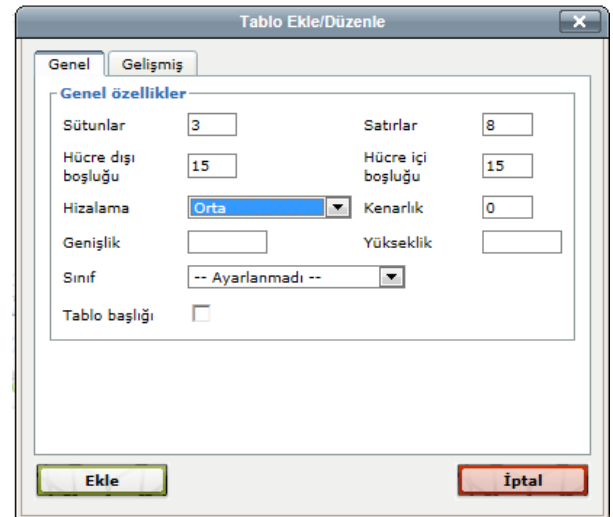 Tablo Ekle/Düzenle
Genel Gelişmiş
Genel özellikler
Sütunlar 3 Satırlar 8
Hücre dışı boşluğu 15 Hücre içi boşluğu 15
Hizalama Orta Kenarlık 0
Genişlik Yükseklik
Sınıf -- Ayarlanmadı --
Tablo başlığı
Ekle İptal